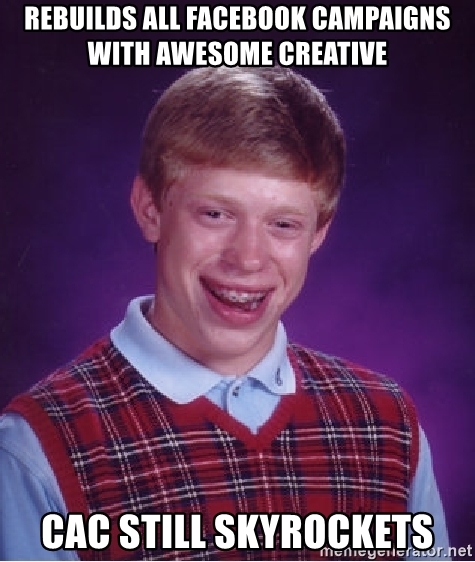 REBUILDS ALL FACEBOOK CAMPAIGNS
WITH AWESOME CREATIVE
CAC STILL SKYROCKETS
memegenerator.net